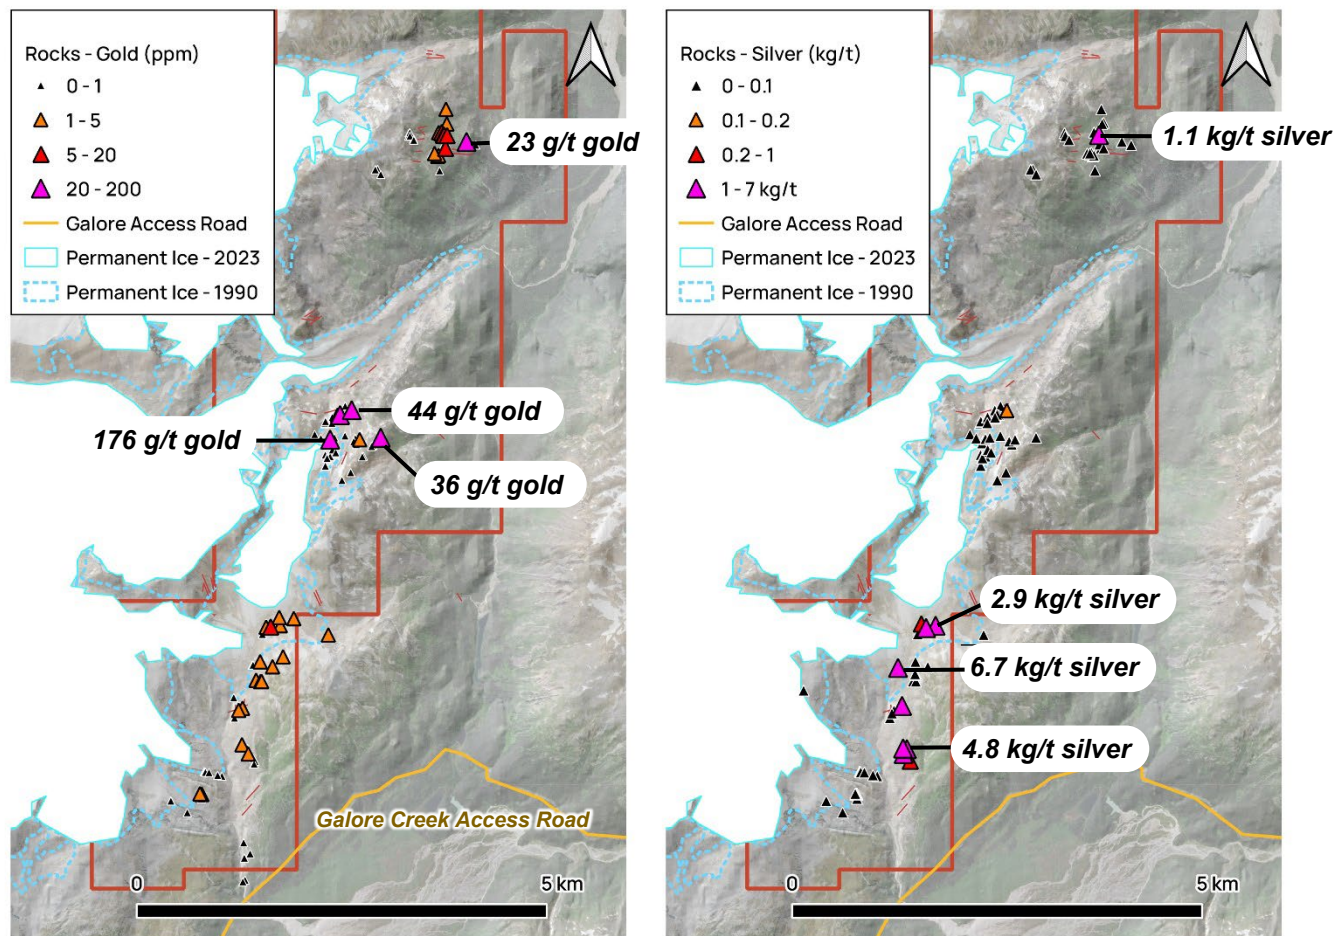 Rocks - Gold (ppm)
0 - 1
1 - 5
5 - 20
20 - 200
Galore Access Road
Permanent Ice - 2023
Permanent Ice - 1990
23 g/t gold
44 g/t gold
176 g/t gold
36 g/t gold
Galore Creek Access Road
0
5 km
Rocks - Silver (kg/t)
0 - 0.1
0.1 - 0.2
0.2 - 1
1 - 7 kg/t
Galore Access Road
Permanent Ice - 2023
Permanent Ice - 1990
1.1 kg/t silver
2.9 kg/t silver
6.7 kg/t silver
4.8 kg/t silver
0
5 km